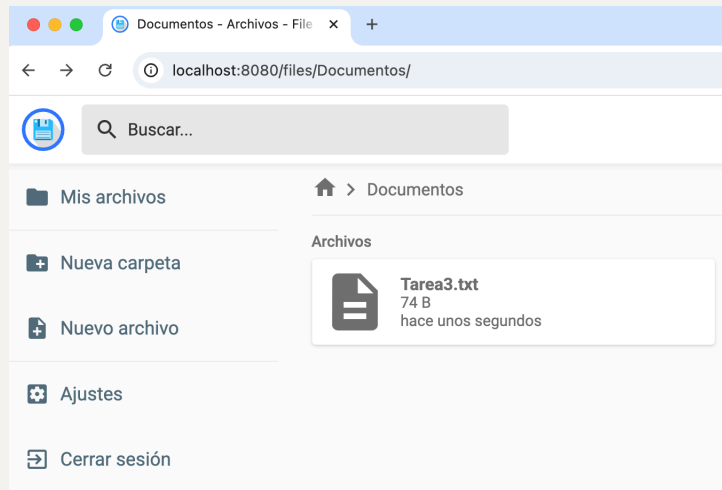 Documentos - Archivos - File
localhost:8080/files/Documentos/
Buscar...
Mis archivos
Nueva carpeta
Nuevo archivo
Ajustes
Cerrar sesión
Documentos
Archivos
Tarea3.txt
74 B
hace unos segundos